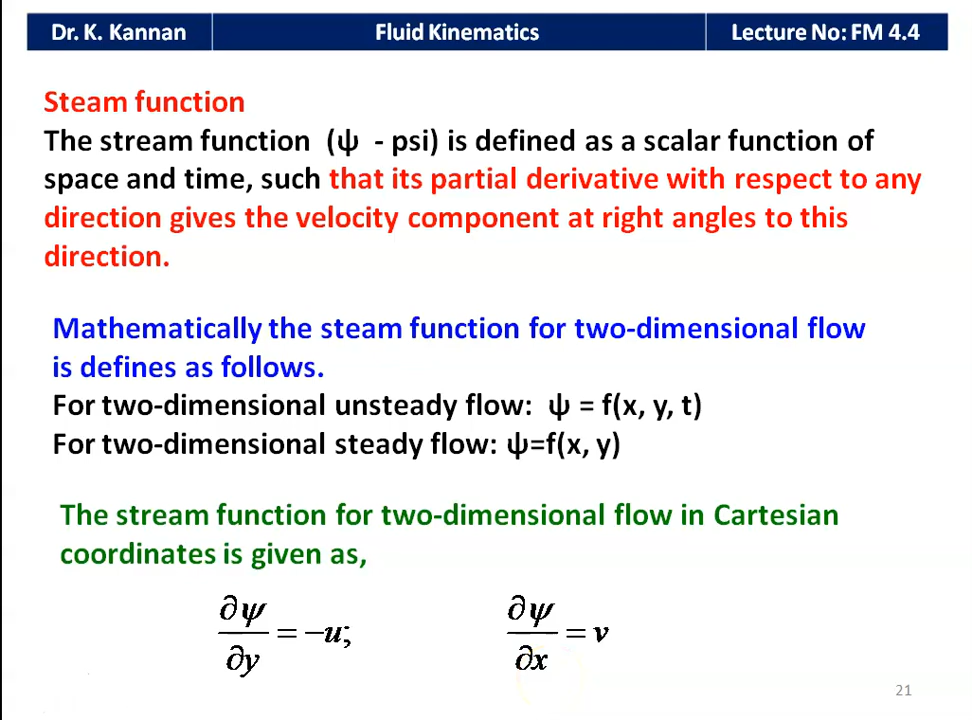 Dr. K. Kannan Fluid Kinematics Lecture No: FM 4.4
Steam function
The stream function (ψ - psi) is defined as a scalar function of
space and time, such that its partial derivative with respect to any
direction gives the velocity component at right angles to this
direction.
Mathematically the steam function for two-dimensional flow
is defines as follows.
For two-dimensional unsteady flow: ψ = f(x, y, t)
For two-dimensional steady flow: ψ=f(x, y)
The stream function for two-dimensional flow in Cartesian
coordinates is given as,
∂ψ/∂y = −u; ∂ψ/∂x = v
21